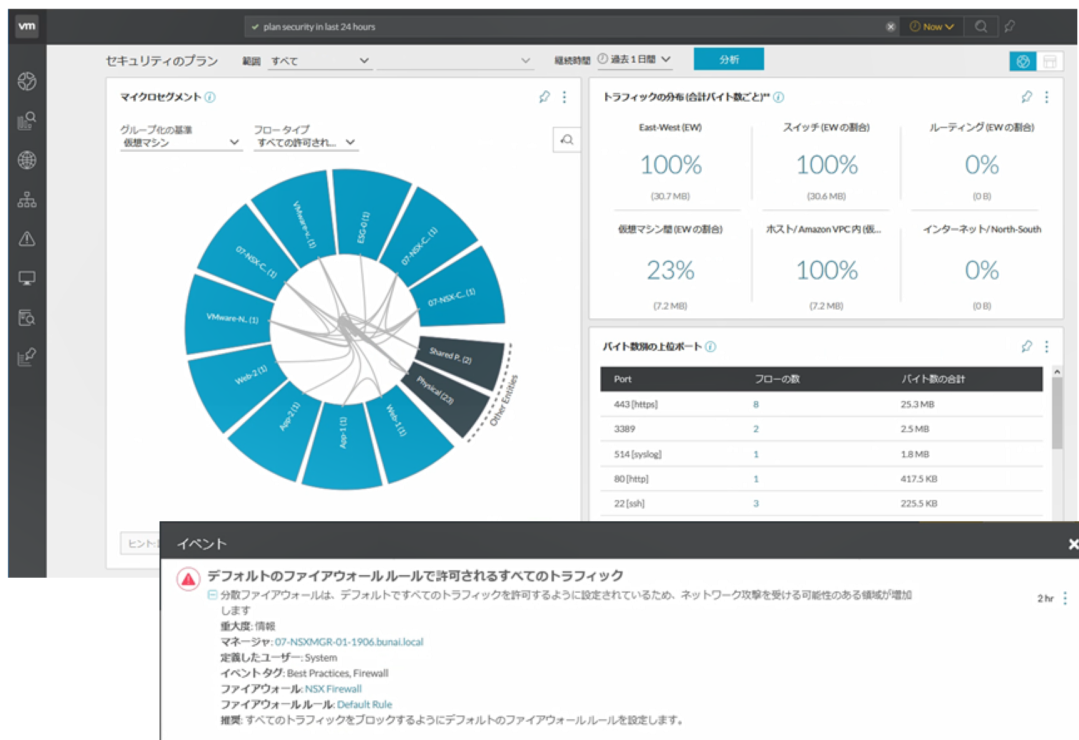 vm
plan security in last 24 hours
Now
セキュリティのプラン
範囲 すべて
継続時間 過去1日間
分析
マイクロセグメント
グループ化の基準
仮想マシン
フロー タイプ
すべての許可され...
ESG-0 (1)
07-NSX-C.. (1)
07-NSX-C.. (1)
Shared P.. (2)
Physical (23)
Other Entities
Web-1 (1)
App-1 (1)
App-2 (1)
Web-2 (1)
VMware-N.. (1)
07-NSX-C.. (1)
VMware-v.. (1)
ヒント:
トラフィックの分布 (合計バイト数ごと)**
East-West (EW)
スイッチ (EW の割合)
ルーティング (EW の割合)
100%
100%
0%
(30.7 MB)
(30.6 MB)
(0 B)
仮想マシン間 (EW の割合)
ホスト/ Amazon VPC 内 (仮...
インターネット/ North-South
23%
100%
0%
(7.2 MB)
(7.2 MB)
(0 B)
バイト数別の上位ポート
Port フローの数 バイト数の合計
443 [https] 8 25.3 MB
3389 2 2.5 MB
514 [syslog] 1 1.8 MB
80 [http] 1 417.5 KB
22 [ssh] 3 225.5 KB
イベント
デフォルトのファイアウォール ルールで許可されるすべてのトラフィック
分散ファイアウォールは、デフォルトですべてのトラフィックを許可するように設定されているため、ネットワーク攻撃を受ける可能性のある領域が増加
します
2 hr
重大度: 情報
マネージャ: 07-NSXMGR-01-1906.bunai.local
定義したユーザー: System
イベント タグ: Best Practices, Firewall
ファイアウォール: NSX Firewall
ファイアウォール ルール: Default Rule
推奨: すべてのトラフィックをブロックするようにデフォルトのファイアウォール ルールを設定します。